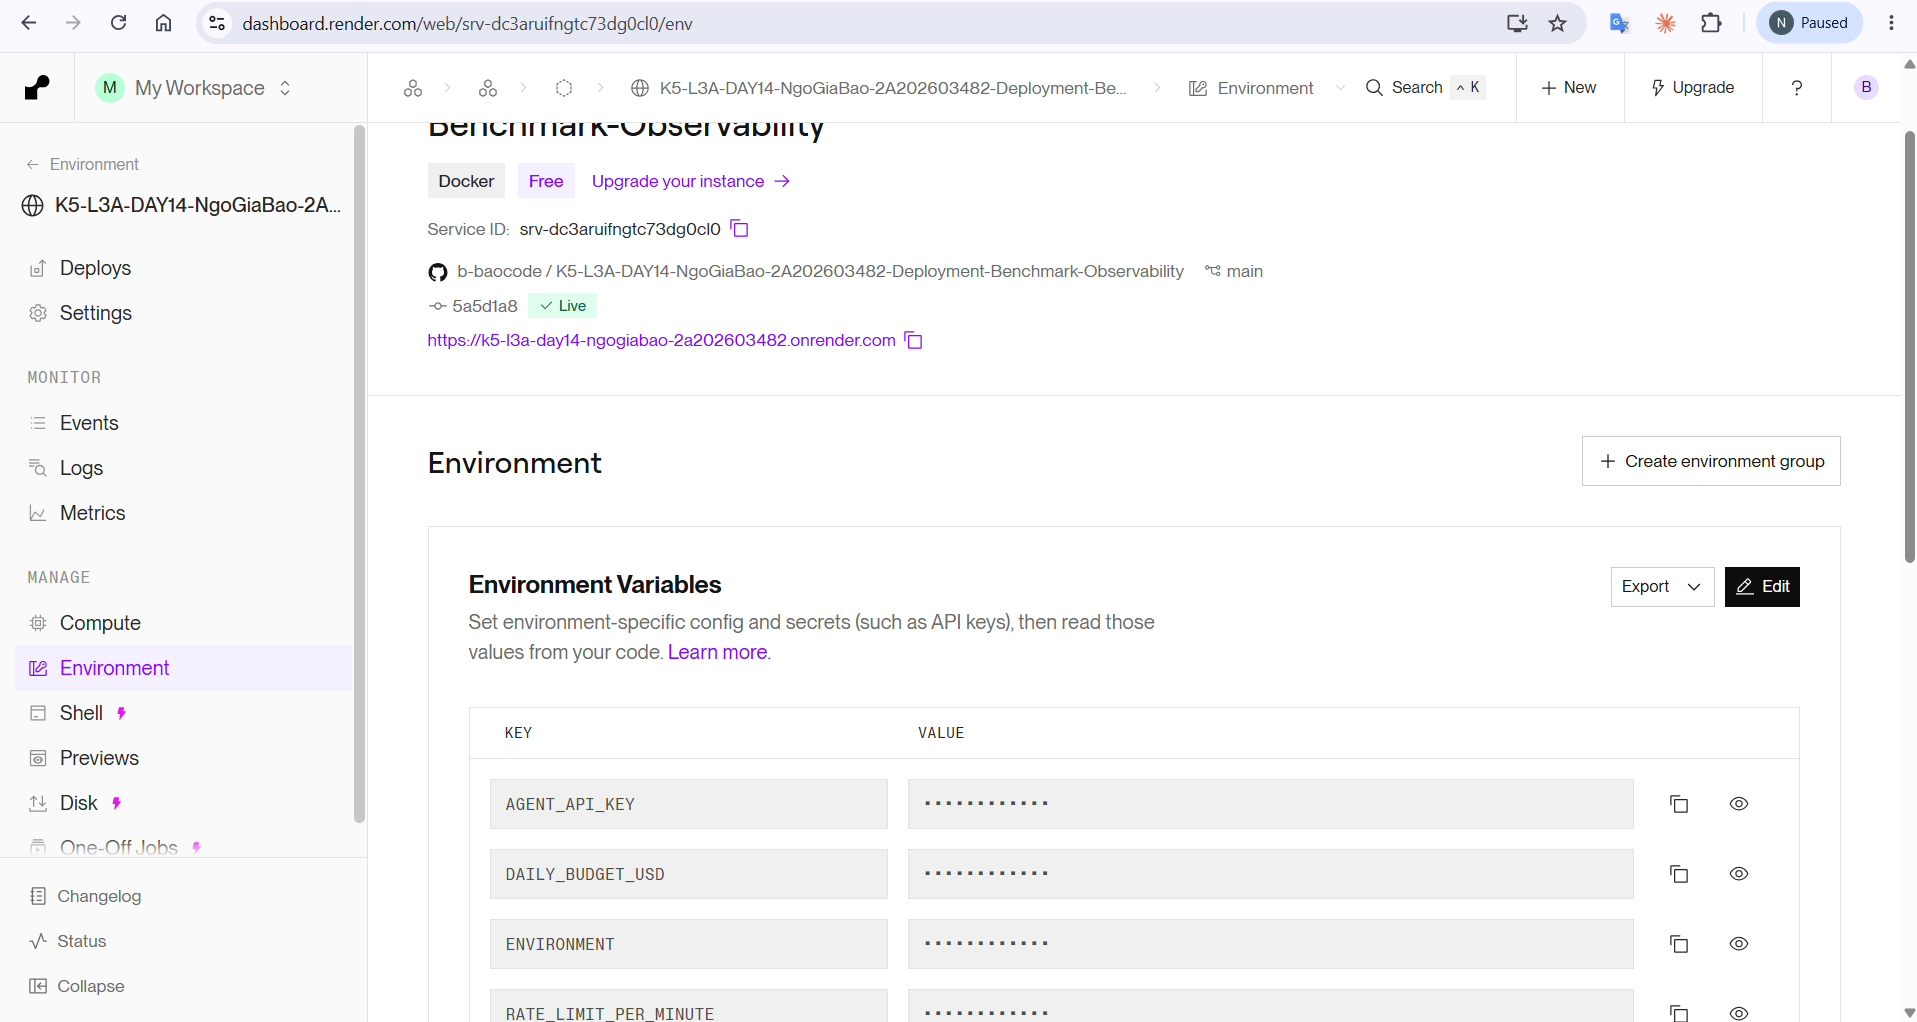 dashboard.render.com/web/srv-dc3aruifngtc73dg0cl0/env
N Paused
M My Workspace
K5-L3A-DAY14-NgoGiaBao-2A202603482-Deployment-Be...
Environment
Search ^ K
+ New
Upgrade
?
B
← Environment
K5-L3A-DAY14-NgoGiaBao-2A...
Deploys
Settings
MONITOR
Events
Logs
Metrics
MANAGE
Compute
Environment
Shell
Previews
Disk
One-Off Jobs
Changelog
Status
Collapse
Benchmark-Observability
Docker Free Upgrade your instance →
Service ID: srv-dc3aruifngtc73dg0cl0
b-baocode / K5-L3A-DAY14-NgoGiaBao-2A202603482-Deployment-Benchmark-Observability main
5a5d1a8 Live
https://k5-l3a-day14-ngogiabao-2a202603482.onrender.com
Environment
+ Create environment group
Environment Variables
Export
Edit
Set environment-specific config and secrets (such as API keys), then read those
values from your code. Learn more.
KEY VALUE
AGENT_API_KEY ············
DAILY_BUDGET_USD ············
ENVIRONMENT ············
RATE_LIMIT_PER_MINUTE ············